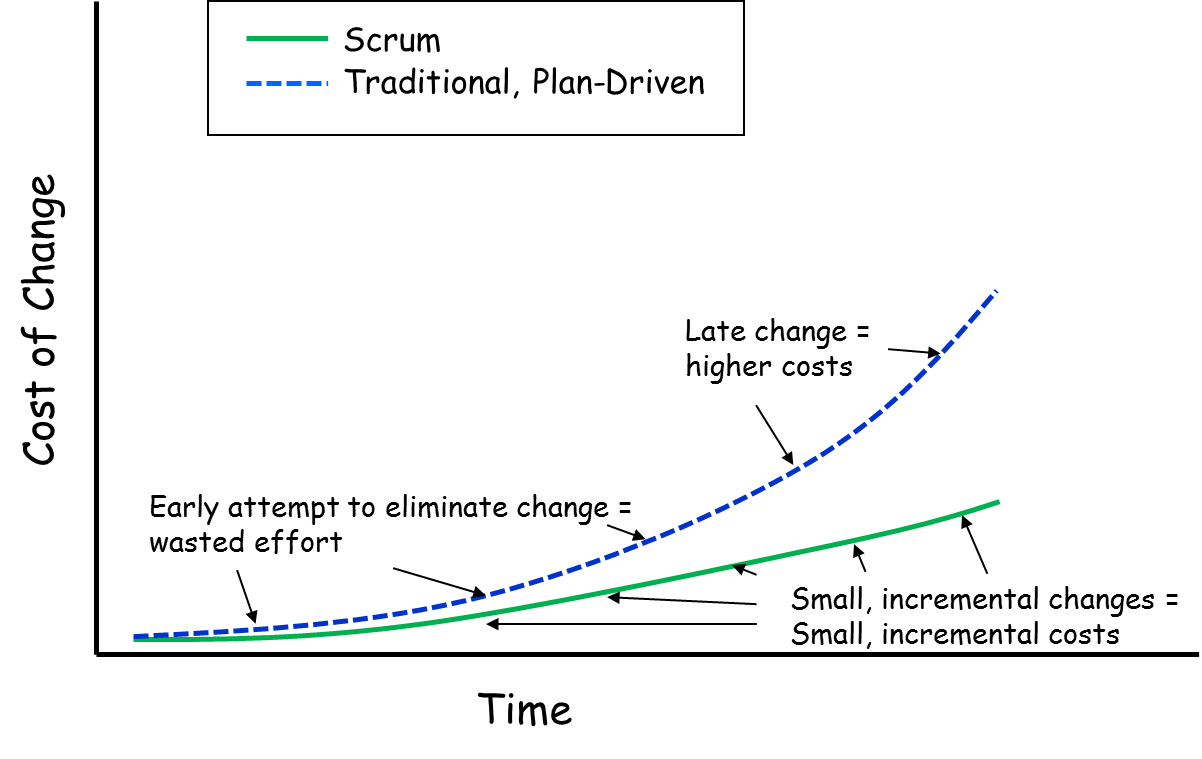 Scrum
Traditional, Plan-Driven
Cost of Change
Late change =
higher costs
Early attempt to eliminate change =
wasted effort
Small, incremental changes =
Small, incremental costs
Time